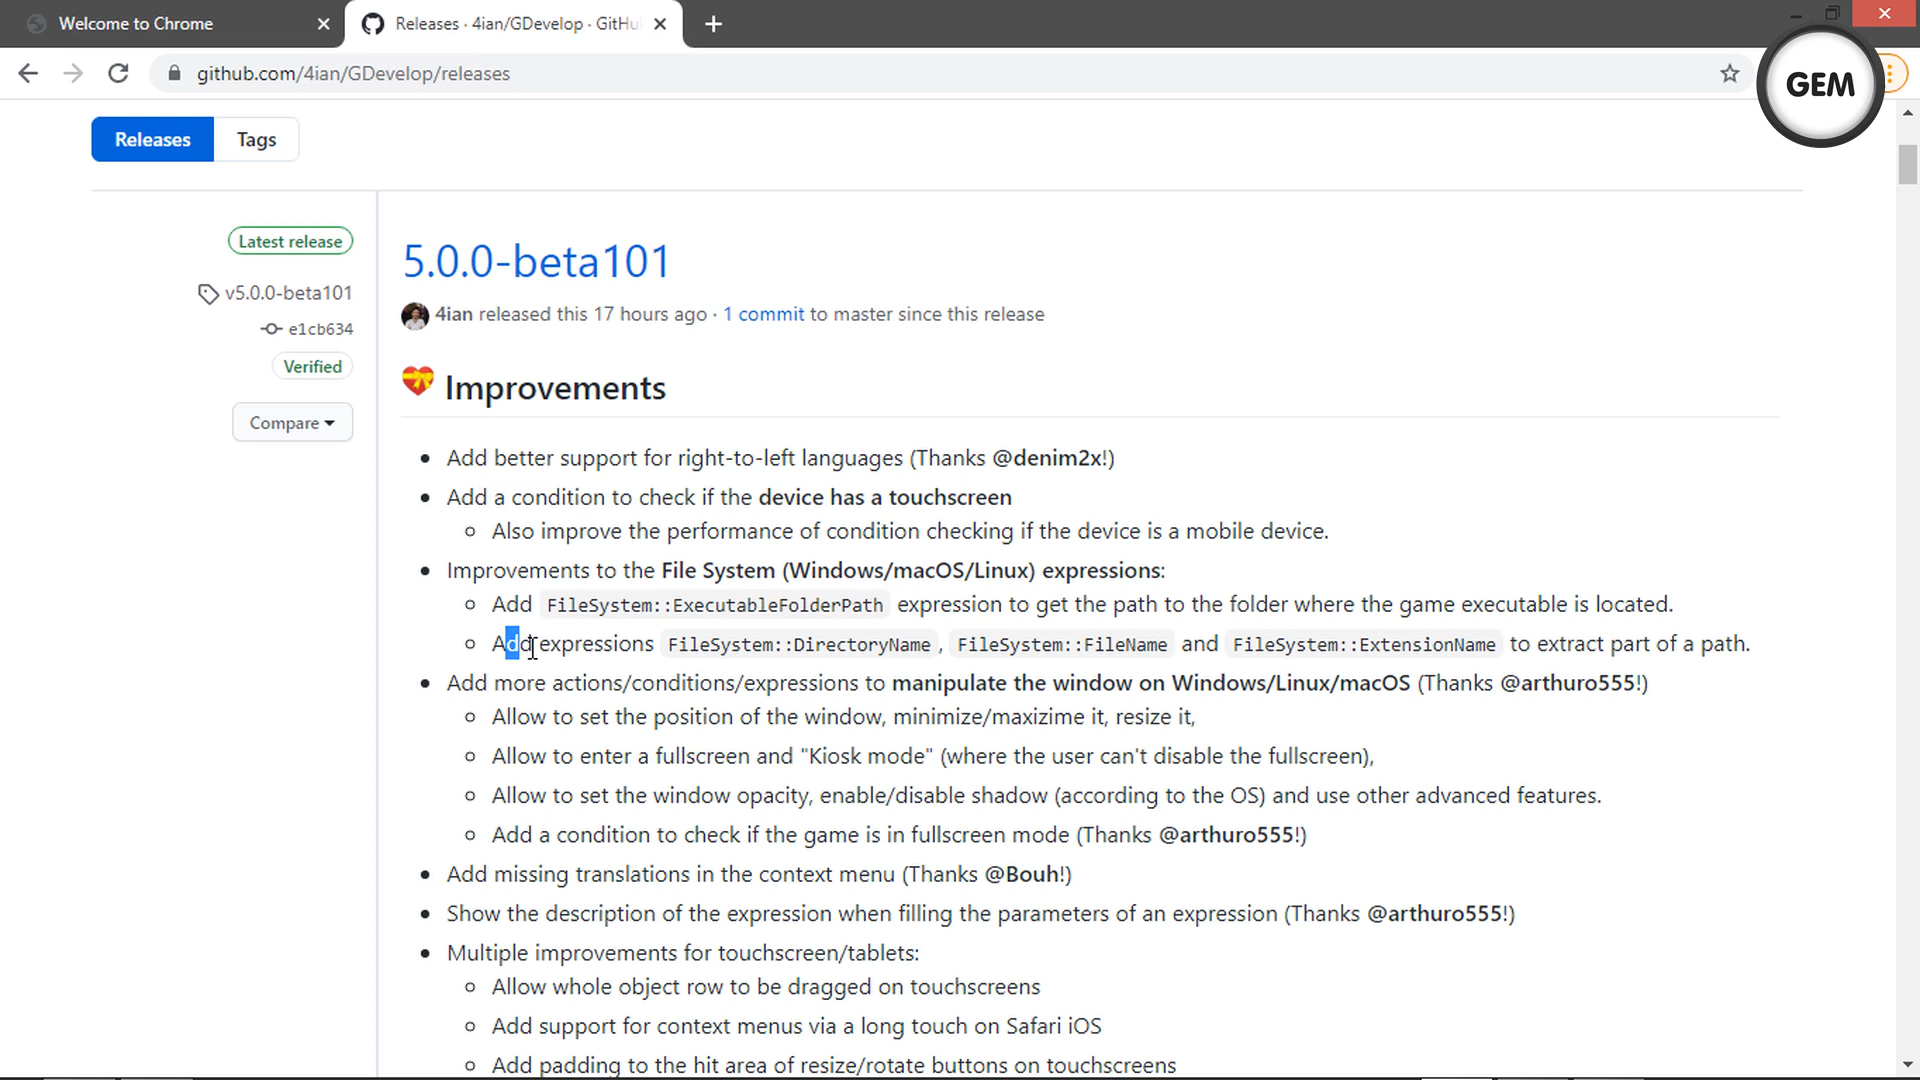 Welcome to Chrome
Releases · 4ian/GDevelop · GitHu
github.com/4ian/GDevelop/releases
GEM
Releases
Tags
Latest release
v5.0.0-beta101
e1cb634
Verified
Compare
5.0.0-beta101
4ian released this 17 hours ago · 1 commit to master since this release
Improvements
Add better support for right-to-left languages (Thanks @denim2x!)
Add a condition to check if the device has a touchscreen
Also improve the performance of condition checking if the device is a mobile device.
Improvements to the File System (Windows/macOS/Linux) expressions:
Add FileSystem::ExecutableFolderPath expression to get the path to the folder where the game executable is located.
Add expressions FileSystem::DirectoryName, FileSystem::FileName and FileSystem::ExtensionName to extract part of a path.
Add more actions/conditions/expressions to manipulate the window on Windows/Linux/macOS (Thanks @arthuro555!)
Allow to set the position of the window, minimize/maxizime it, resize it,
Allow to enter a fullscreen and "Kiosk mode" (where the user can't disable the fullscreen),
Allow to set the window opacity, enable/disable shadow (according to the OS) and use other advanced features.
Add a condition to check if the game is in fullscreen mode (Thanks @arthuro555!)
Add missing translations in the context menu (Thanks @Bouh!)
Show the description of the expression when filling the parameters of an expression (Thanks @arthuro555!)
Multiple improvements for touchscreen/tablets:
Allow whole object row to be dragged on touchscreens
Add support for context menus via a long touch on Safari iOS
Add padding to the hit area of resize/rotate buttons on touchscreens